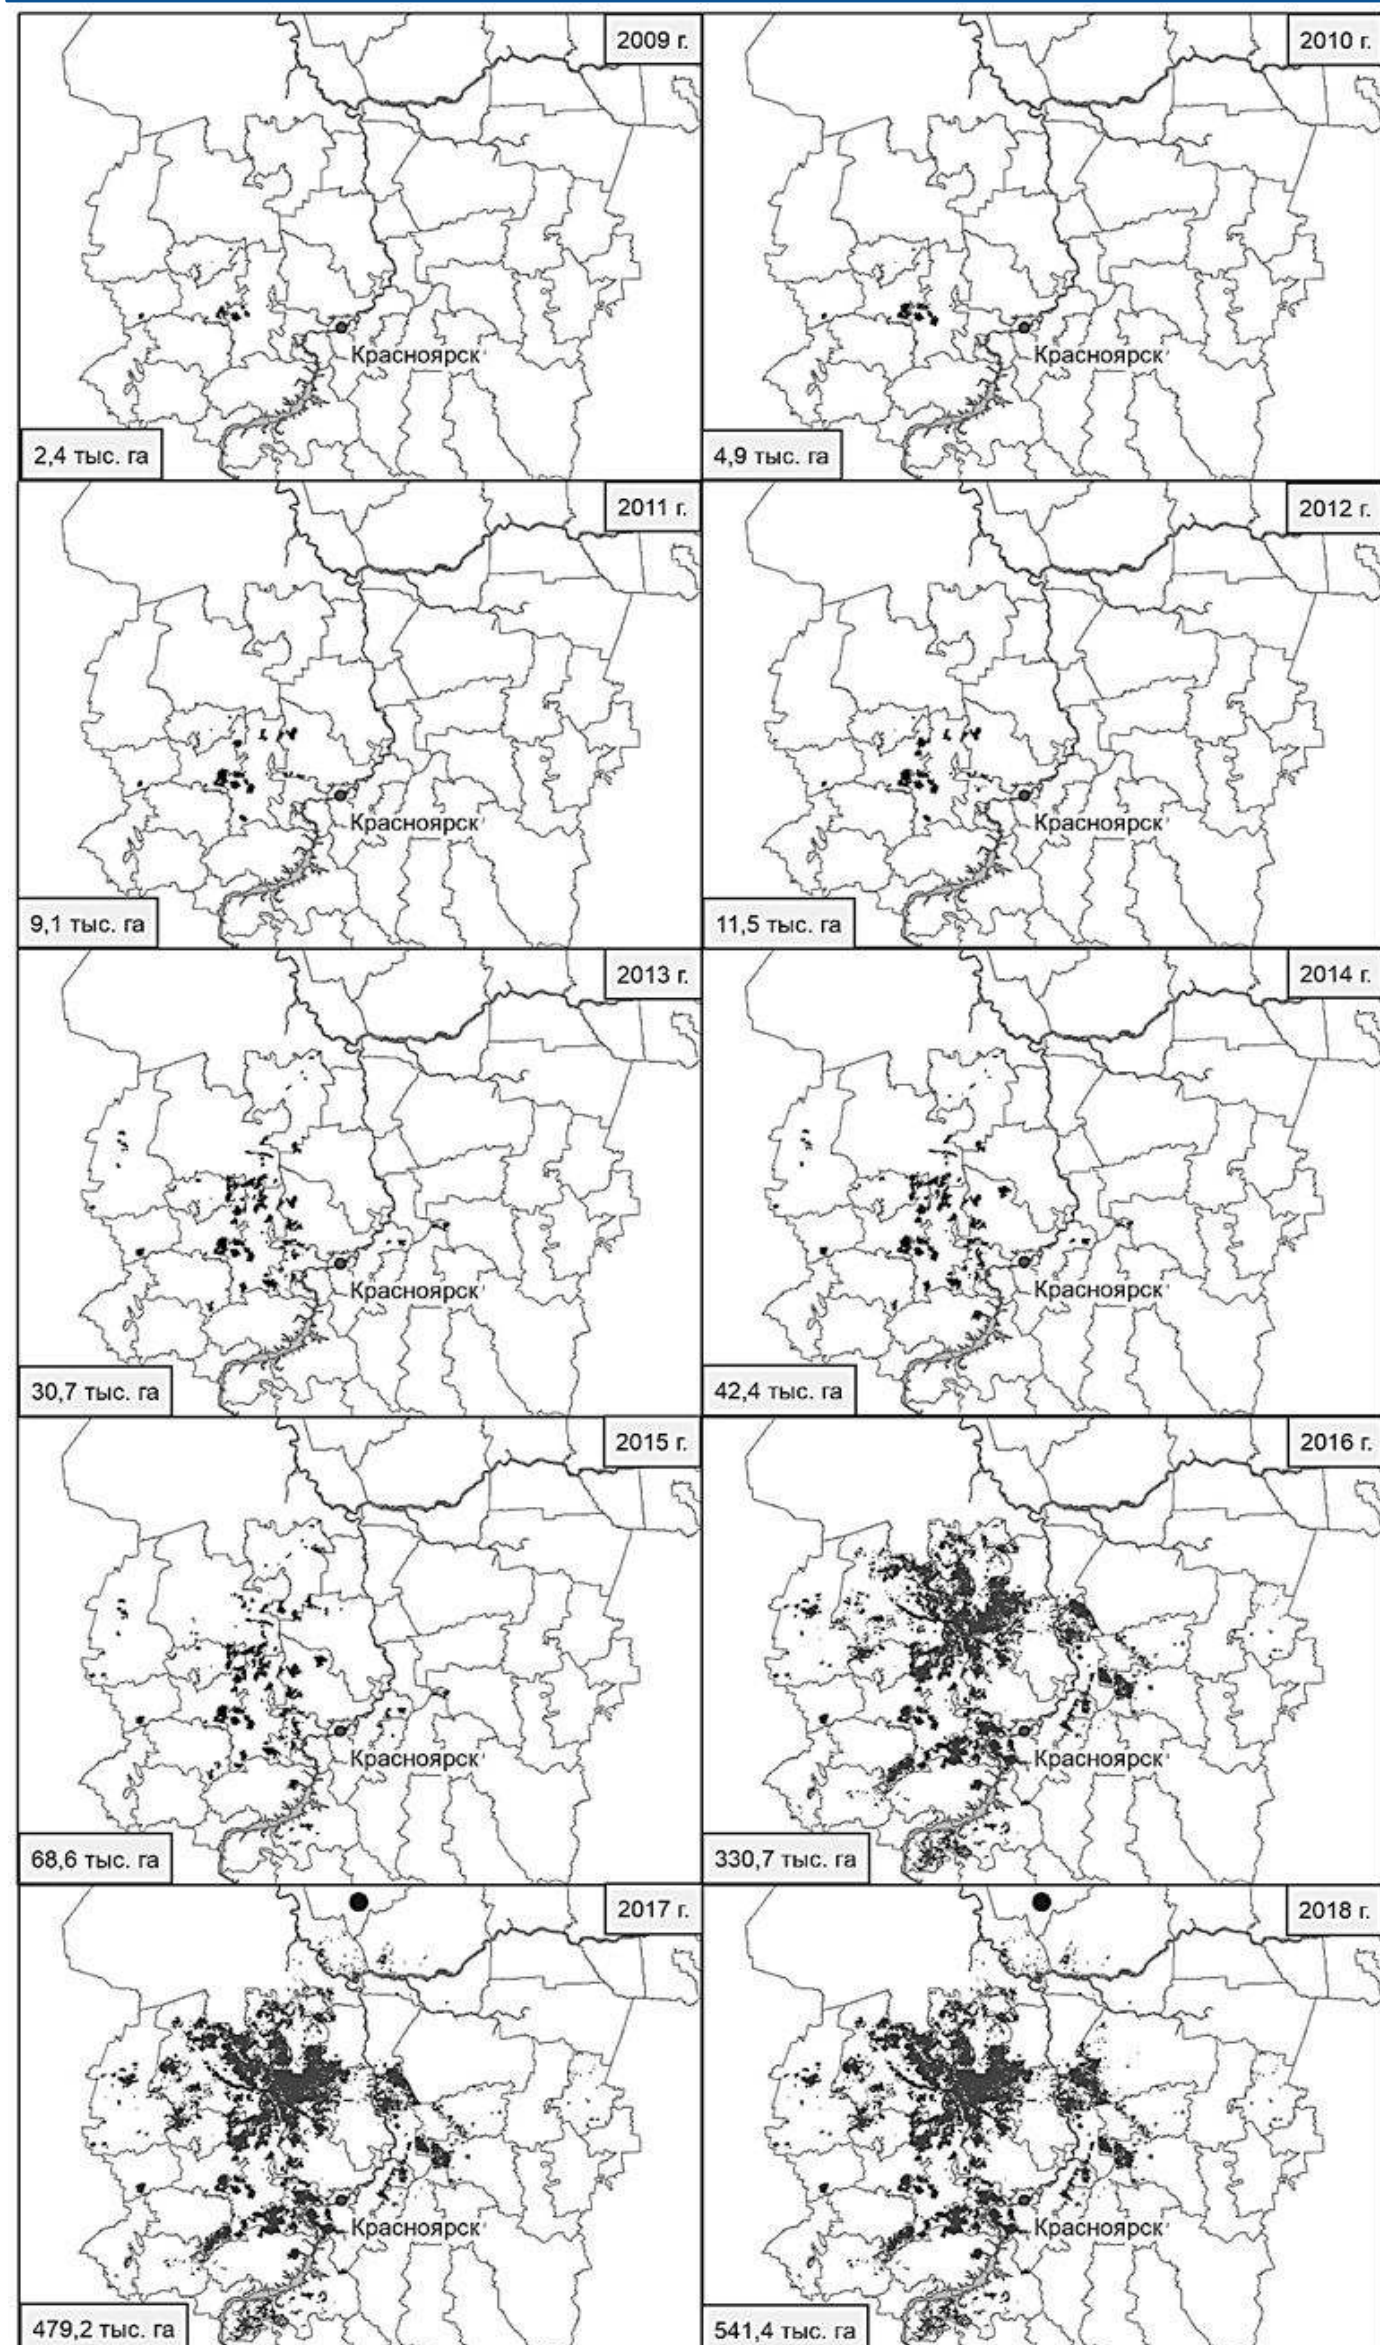 2009 г.
Красноярск
2,4 тыс. га
2010 г.
Красноярск
4,9 тыс. га
2011 г.
Красноярск
9,1 тыс. га
2012 г.
Красноярск
11,5 тыс. га
2013 г.
Красноярск
30,7 тыс. га
2014 г.
Красноярск
42,4 тыс. га
2015 г.
Красноярск
68,6 тыс. га
2016 г.
Красноярск
330,7 тыс. га
2017 г.
Красноярск
479,2 тыс. га
2018 г.
Красноярск
541,4 тыс. га